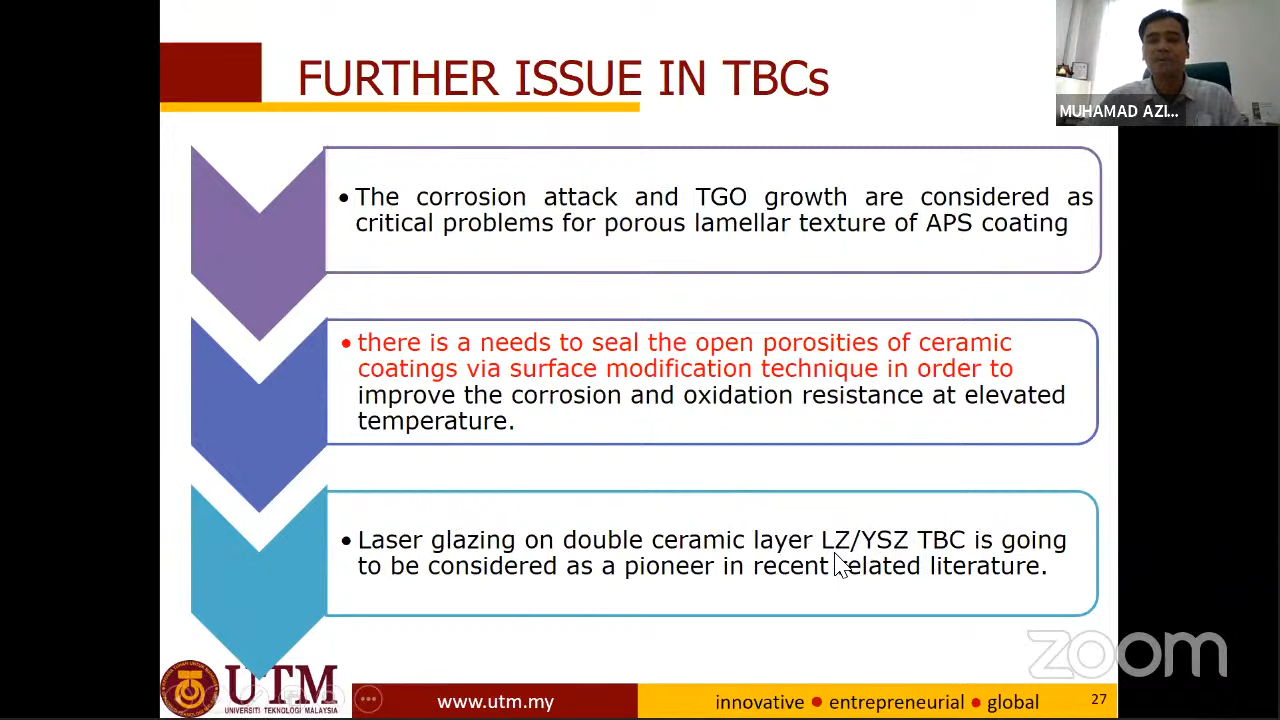 FURTHER ISSUE IN TBCs
MUHAMAD AZI...
• The corrosion attack and TGO growth are considered as
critical problems for porous lamellar texture of APS coating
• there is a needs to seal the open porosities of ceramic
coatings via surface modification technique in order to
improve the corrosion and oxidation resistance at elevated
temperature.
• Laser glazing on double ceramic layer LZ/YSZ TBC is going
to be considered as a pioneer in recent related literature.
zoom
UTM
UNIVERSITI TEKNOLOGI MALAYSIA
www.utm.my
innovative ● entrepreneurial ● global
27